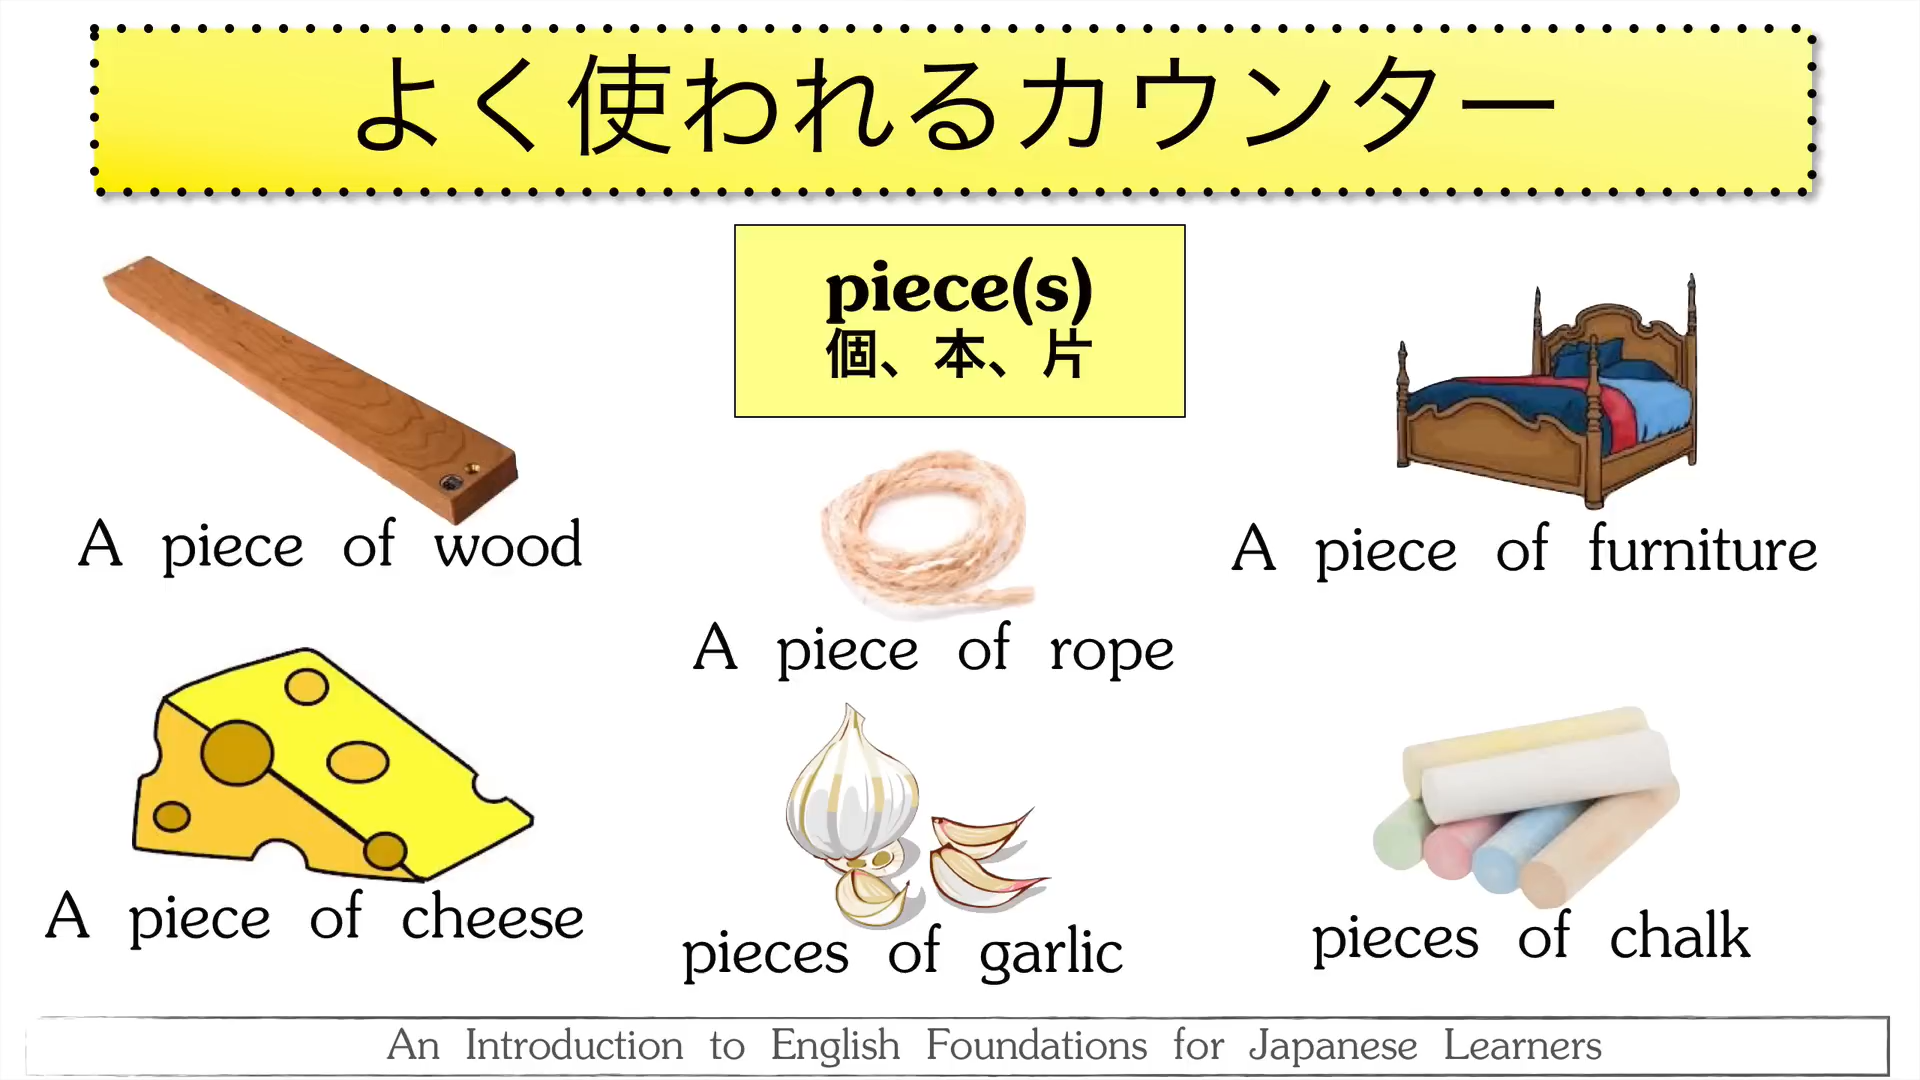 よく使われるカウンター
piece(s)
個、本、片
A piece of wood
A piece of rope
A piece of furniture
A piece of cheese
pieces of garlic
pieces of chalk
An Introduction to English Foundations for Japanese Learners